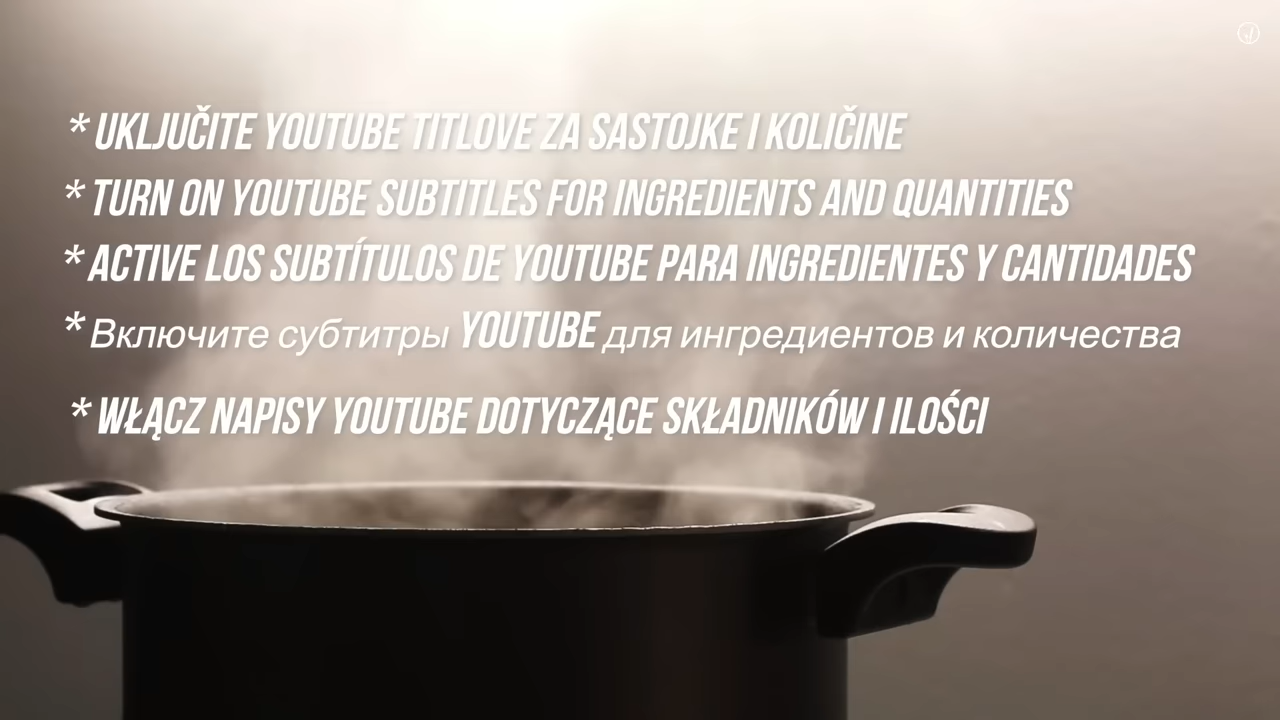 * UKLJUČITE YOUTUBE TITLOVE ZA SASTOJKE I KOLIČINE
* TURN ON YOUTUBE SUBTITLES FOR INGREDIENTS AND QUANTITIES
* ACTIVE LOS SUBTÍTULOS DE YOUTUBE PARA INGREDIENTES Y CANTIDADES
* Включите субтитры YOUTUBE для ингредиентов и количества
* WŁĄCZ NAPISY YOUTUBE DOTYCZĄCE SKŁADNIKÓW I ILOŚCI